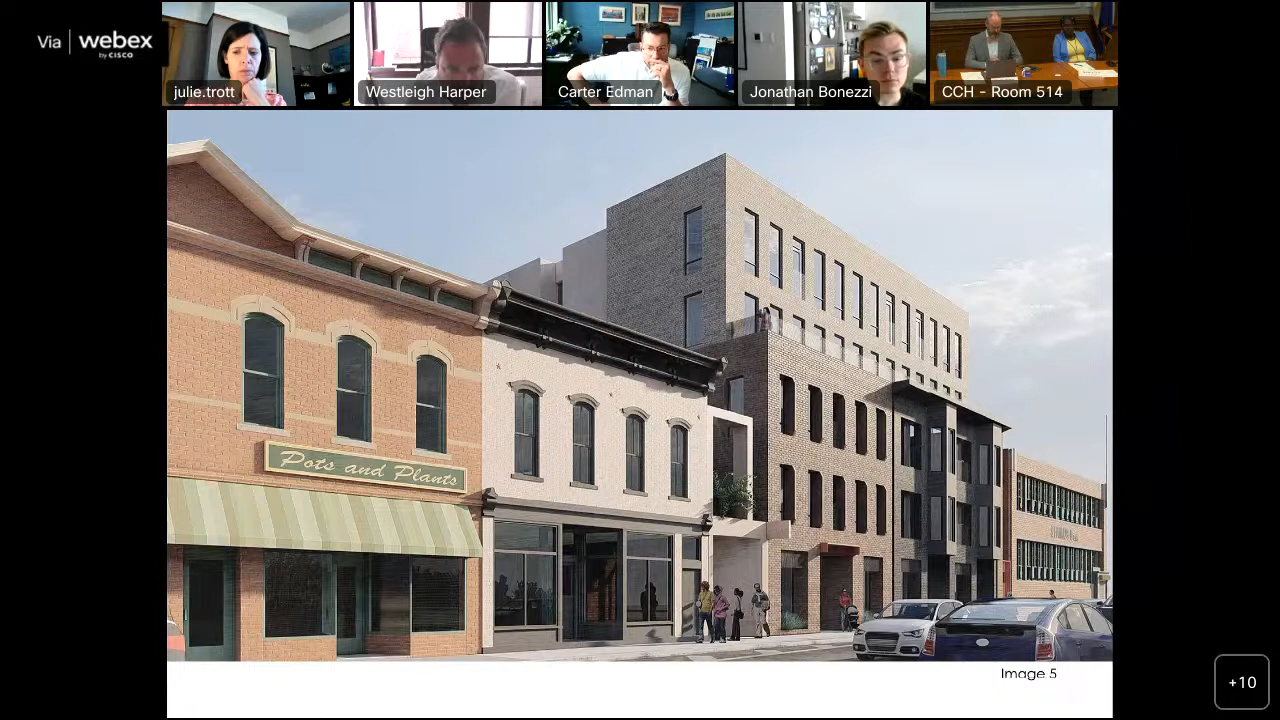 Via webex
by CISCO
julie.trott
Westleigh Harper
Carter Edman
Jonathan Bonezzi
CCH - Room 514
Pots and Plants
Image 5
+10